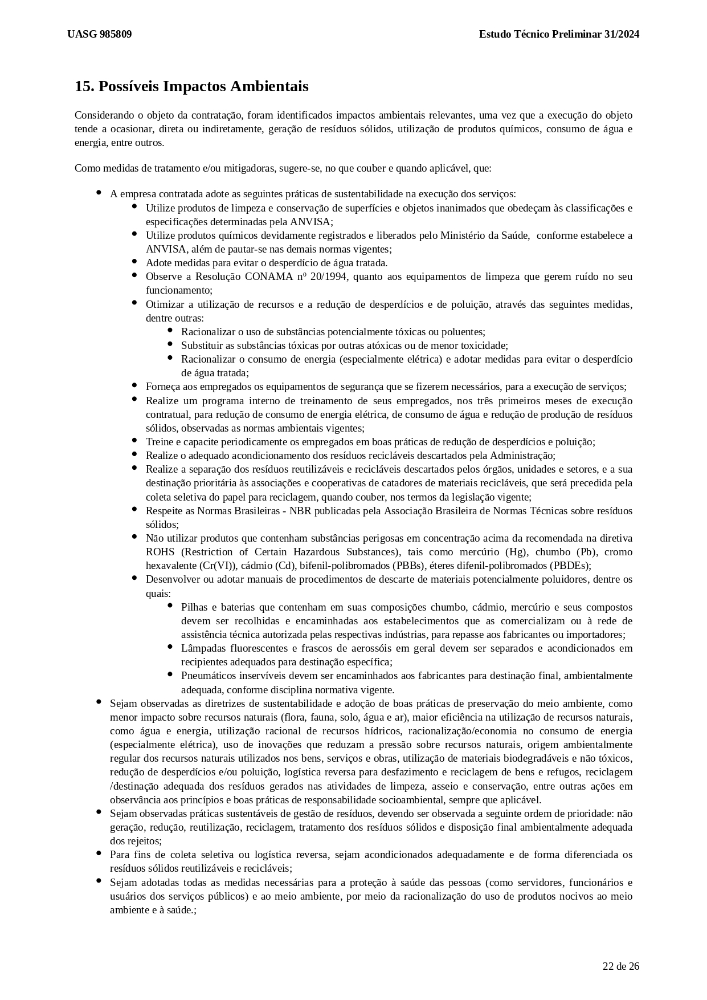 UASG 985809
Estudo Técnico Preliminar 31/2024
15. Possíveis Impactos Ambientais
Considerando o objeto da contratação, foram identificados impactos ambientais relevantes, uma vez que a execução do objeto
tende a ocasionar, direta ou indiretamente, geração de resíduos sólidos, utilização de produtos químicos, consumo de água e
energia, entre outros.
Como medidas de tratamento e/ou mitigadoras, sugere-se, no que couber e quando aplicável, que:
• A empresa contratada adote as seguintes práticas de sustentabilidade na execução dos serviços:
• Utilize produtos de limpeza e conservação de superfícies e objetos inanimados que obedeçam às classificações e
especificações determinadas pela ANVISA;
• Utilize produtos químicos devidamente registrados e liberados pelo Ministério da Saúde, conforme estabelece a
ANVISA, além de pautar-se nas demais normas vigentes;
• Adote medidas para evitar o desperdício de água tratada.
• Observe a Resolução CONAMA nº 20/1994, quanto aos equipamentos de limpeza que gerem ruído no seu
funcionamento;
• Otimizar a utilização de recursos e a redução de desperdícios e de poluição, através das seguintes medidas,
dentre outras:
• Racionalizar o uso de substâncias potencialmente tóxicas ou poluentes;
• Substituir as substâncias tóxicas por outras atóxicas ou de menor toxicidade;
• Racionalizar o consumo de energia (especialmente elétrica) e adotar medidas para evitar o desperdício
de água tratada;
• Forneça aos empregados os equipamentos de segurança que se fizerem necessários, para a execução de serviços;
• Realize um programa interno de treinamento de seus empregados, nos três primeiros meses de execução
contratual, para redução de consumo de energia elétrica, de consumo de água e redução de produção de resíduos
sólidos, observadas as normas ambientais vigentes;
• Treine e capacite periodicamente os empregados em boas práticas de redução de desperdícios e poluição;
• Realize o adequado acondicionamento dos resíduos recicláveis descartados pela Administração;
• Realize a separação dos resíduos reutilizáveis e recicláveis descartados pelos órgãos, unidades e setores, e a sua
destinação prioritária às associações e cooperativas de catadores de materiais recicláveis, que será precedida pela
coleta seletiva do papel para reciclagem, quando couber, nos termos da legislação vigente;
• Respeite as Normas Brasileiras - NBR publicadas pela Associação Brasileira de Normas Técnicas sobre resíduos
sólidos;
• Não utilizar produtos que contenham substâncias perigosas em concentração acima da recomendada na diretiva
ROHS (Restriction of Certain Hazardous Substances), tais como mercúrio (Hg), chumbo (Pb), cromo
hexavalente (Cr(VI)), cádmio (Cd), bifenil-polibromados (PBBs), éteres difenil-polibromados (PBDEs);
• Desenvolver ou adotar manuais de procedimentos de descarte de materiais potencialmente poluidores, dentre os
quais:
• Pilhas e baterias que contenham em suas composições chumbo, cádmio, mercúrio e seus compostos
devem ser recolhidas e encaminhadas aos estabelecimentos que as comercializam ou à rede de
assistência técnica autorizada pelas respectivas indústrias, para repasse aos fabricantes ou importadores;
• Lâmpadas fluorescentes e frascos de aerossóis em geral devem ser separados e acondicionados em
recipientes adequados para destinação específica;
• Pneumáticos inservíveis devem ser encaminhados aos fabricantes para destinação final, ambientalmente
adequada, conforme disciplina normativa vigente.
• Sejam observadas as diretrizes de sustentabilidade e adoção de boas práticas de preservação do meio ambiente, como
menor impacto sobre recursos naturais (flora, fauna, solo, água e ar), maior eficiência na utilização de recursos naturais,
como água e energia, utilização racional de recursos hídricos, racionalização/economia no consumo de energia
(especialmente elétrica), uso de inovações que reduzam a pressão sobre recursos naturais, origem ambientalmente
regular dos recursos naturais utilizados nos bens, serviços e obras, utilização de materiais biodegradáveis e não tóxicos,
redução de desperdícios e/ou poluição, logística reversa para desfazimento e reciclagem de bens e refugos, reciclagem
/destinação adequada dos resíduos gerados nas atividades de limpeza, asseio e conservação, entre outras ações em
observância aos princípios e boas práticas de responsabilidade socioambiental, sempre que aplicável.
• Sejam observadas práticas sustentáveis de gestão de resíduos, devendo ser observada a seguinte ordem de prioridade: não
geração, redução, reutilização, reciclagem, tratamento dos resíduos sólidos e disposição final ambientalmente adequada
dos rejeitos;
• Para fins de coleta seletiva ou logística reversa, sejam acondicionados adequadamente e de forma diferenciada os
resíduos sólidos reutilizáveis e recicláveis;
• Sejam adotadas todas as medidas necessárias para a proteção à saúde das pessoas (como servidores, funcionários e
usuários dos serviços públicos) e ao meio ambiente, por meio da racionalização do uso de produtos nocivos ao meio
ambiente e à saúde.;
22 de 26